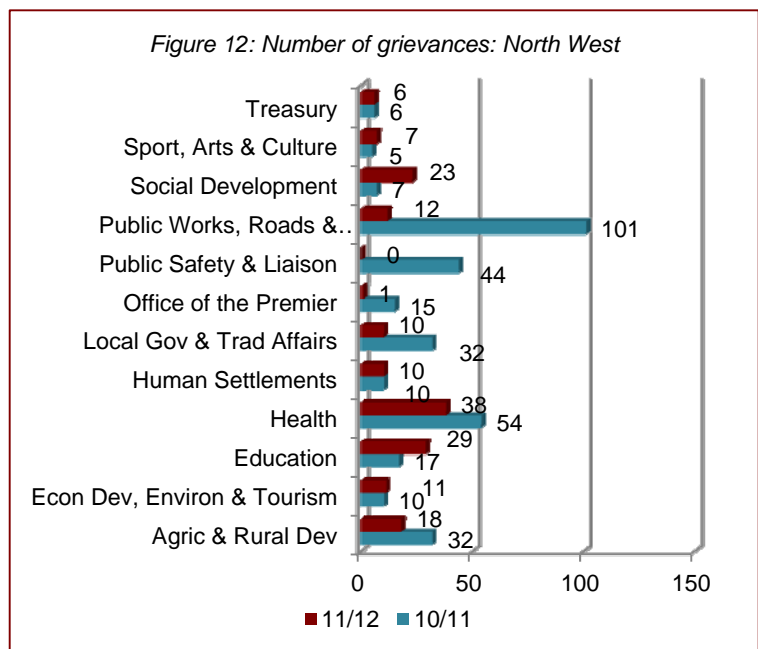 Figure 12: Number of grievances: North West
Treasury 6 6
Sport, Arts & Culture 7 5
Social Development 23 7
Public Works, Roads &.. 12 101
Public Safety & Liaison 0 44
Office of the Premier 1 15
Local Gov & Trad Affairs 10 32
Human Settlements 10 10
Health 38 54
Education 29 17
Econ Dev, Environ & Tourism 11 10
Agric & Rural Dev 18 32
0 50 100 150
11/12 10/11